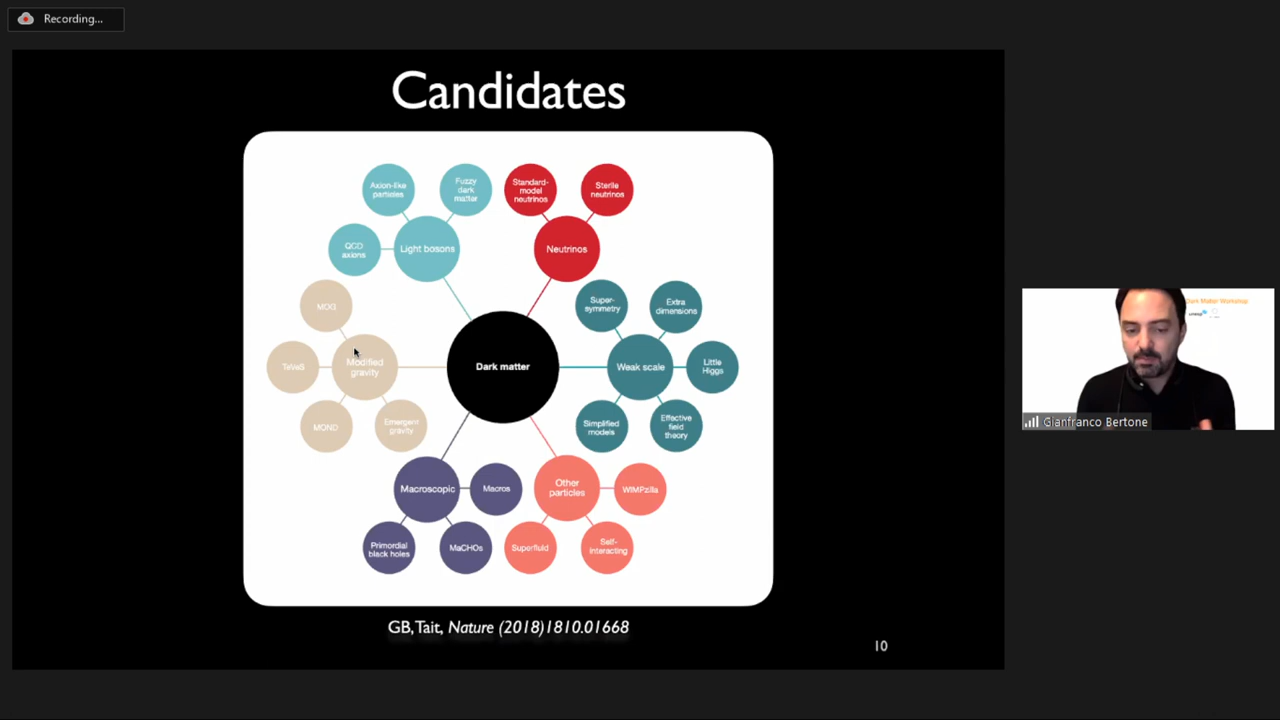 Recording...
Candidates
Axion-like
particles
Fuzzy
dark
matter
Standard-
model
neutrinos
Sterile
neutrinos
QCD
axions
Light bosons
Neutrinos
MOG
Super-
symmetry
Extra
dimensions
TeVeS
Modified
gravity
Dark matter
Weak scale
Little
Higgs
MOND
Emergent
gravity
Simplified
models
Effective
field
theory
Macroscopic
Macros
Other
particles
WIMPzilla
Primordial
black holes
MaCHOs
Superfluid
Self-
interacting
GB,Tait, Nature (2018)1810.01668
10
Dark Matter Workshop
Gianfranco Bertone